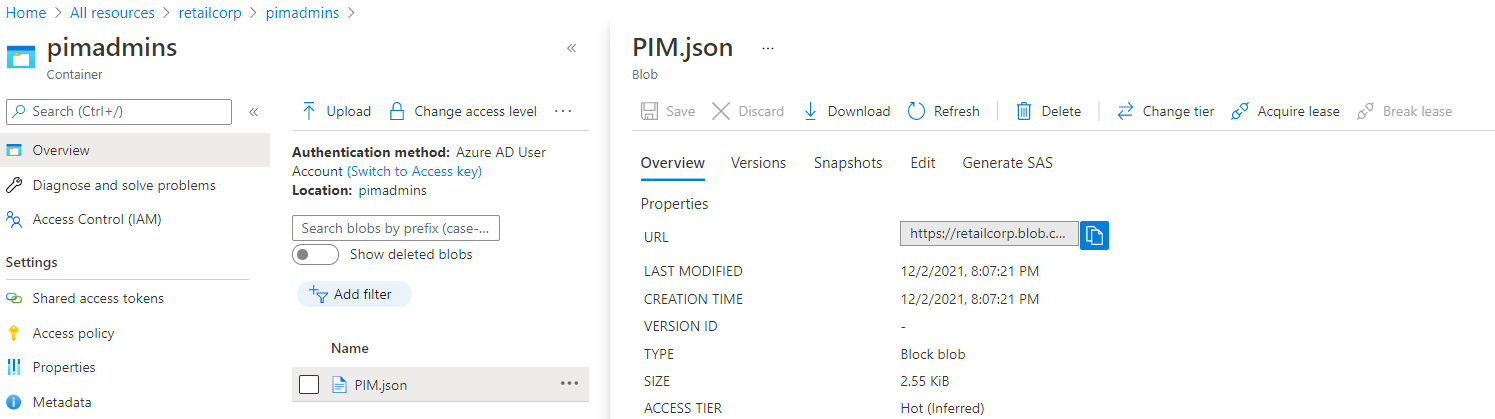 Home > All resources > retailcorp > pimadmins >
pimadmins
Container
«
Search (Ctrl+/)
«
Overview
Diagnose and solve problems
Access Control (IAM)
Settings
Shared access tokens
Access policy
Properties
Metadata
Upload Change access level ...
Authentication method: Azure AD User
Account (Switch to Access key)
Location: pimadmins
Search blobs by prefix (case-...
Show deleted blobs
Add filter
Name
PIM.json ...
PIM.json ...
Blob
Save Discard Download Refresh Delete Change tier Acquire lease Break lease
Overview Versions Snapshots Edit Generate SAS
Properties
URL https://retailcorp.blob.c...
LAST MODIFIED 12/2/2021, 8:07:21 PM
CREATION TIME 12/2/2021, 8:07:21 PM
VERSION ID -
TYPE Block blob
SIZE 2.55 KiB
ACCESS TIER Hot (Inferred)